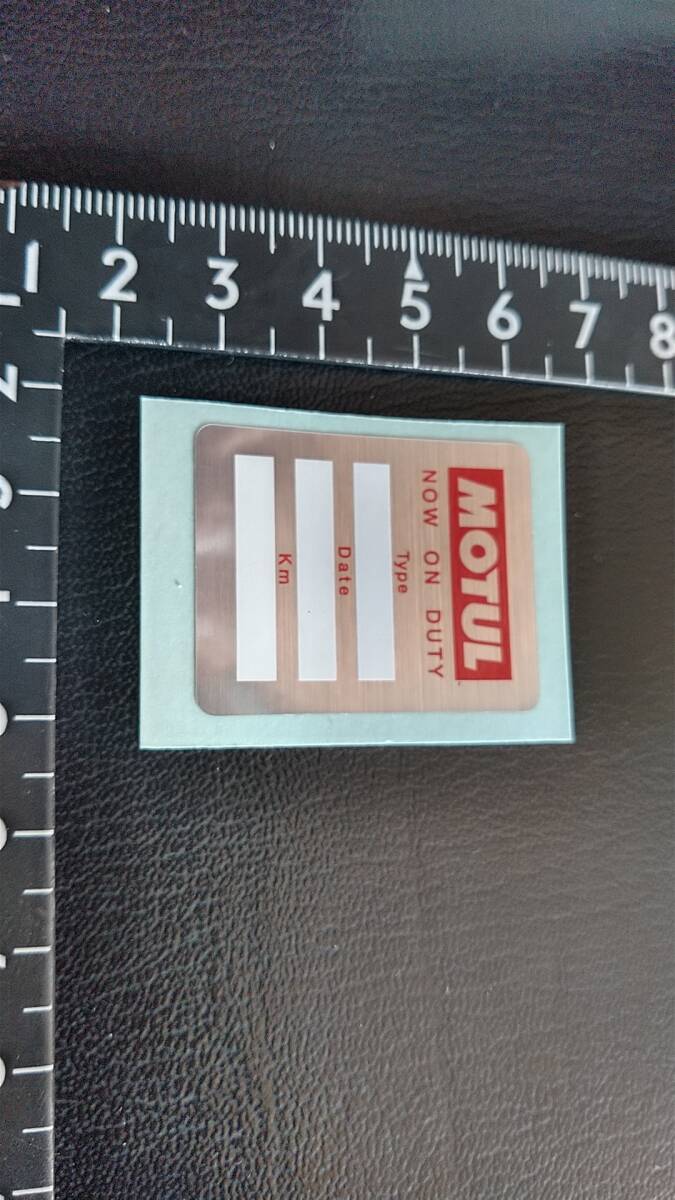 1 2 3 4 5 6 7 8
MOTUL
NOW ON DUTY
Type
Date
Km